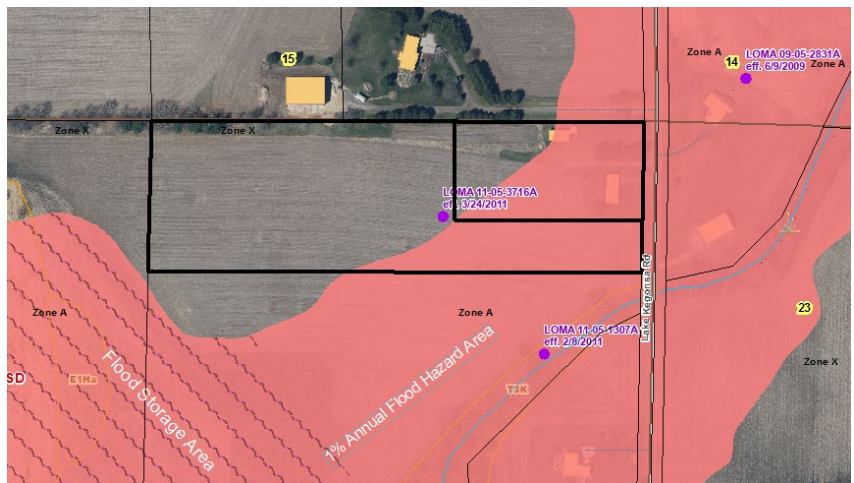 15
14
Zone A
LOMA 09-05-2831A
eff. 6/9/2009
Zone A
Zone X
Zone X
LOMA 11-05-3716A
eff. 3/24/2011
Zone A
Zone A
Lake Kegonsa Rd
23
LOMA 11-05-1307A
eff. 2/8/2011
Zone X
SD
E1Ha
Flood Storage Area
1% Annual Flood Hazard Area
T3K